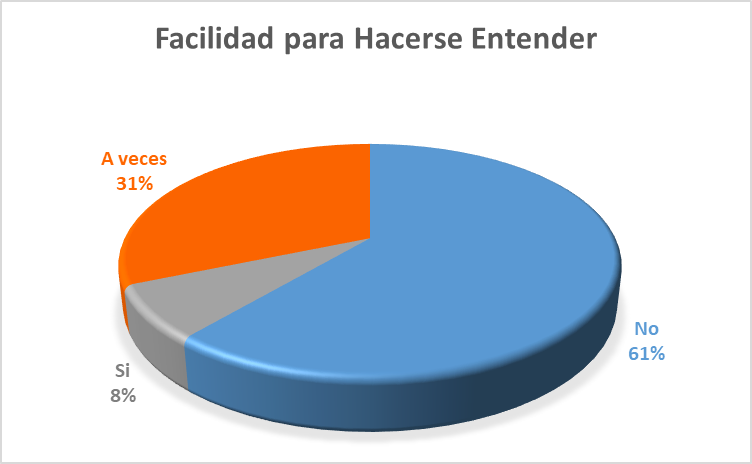 Facilidad para Hacerse Entender
A veces
31%
No
61%
Si
8%